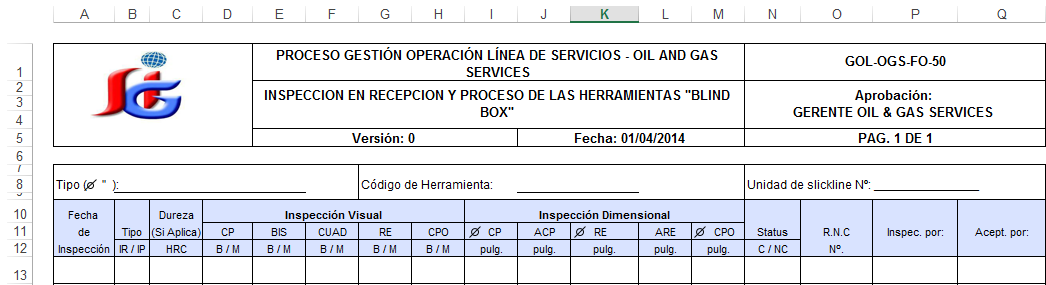 A B C D E F G H I J K L M N O P Q
1 PROCESO GESTIÓN OPERACIÓN LÍNEA DE SERVICIOS - OIL AND GAS
SERVICES
GOL-OGS-FO-50
2
3 INSPECCION EN RECEPCION Y PROCESO DE LAS HERRAMIENTAS "BLIND
BOX"
Aprobación:
4 GERENTE OIL & GAS SERVICES
5 Versión: 0 Fecha: 01/04/2014 PAG. 1 DE 1
6
7
8 Tipo (Ø " ): Código de Herramienta: Unidad de slickline Nº:
9
10 Fecha Dureza Inspección Visual Inspección Dimensional
11 de Tipo (Si Aplica) CP BIS CUAD RE CPO Ø CP ACP Ø RE ARE Ø CPO Status R.N.C Inspec. por: Acept. por:
12 Inspección IR / IP HRC B / M B / M B / M B / M B / M pulg. pulg. pulg. pulg. pulg. C / NC Nº.
13